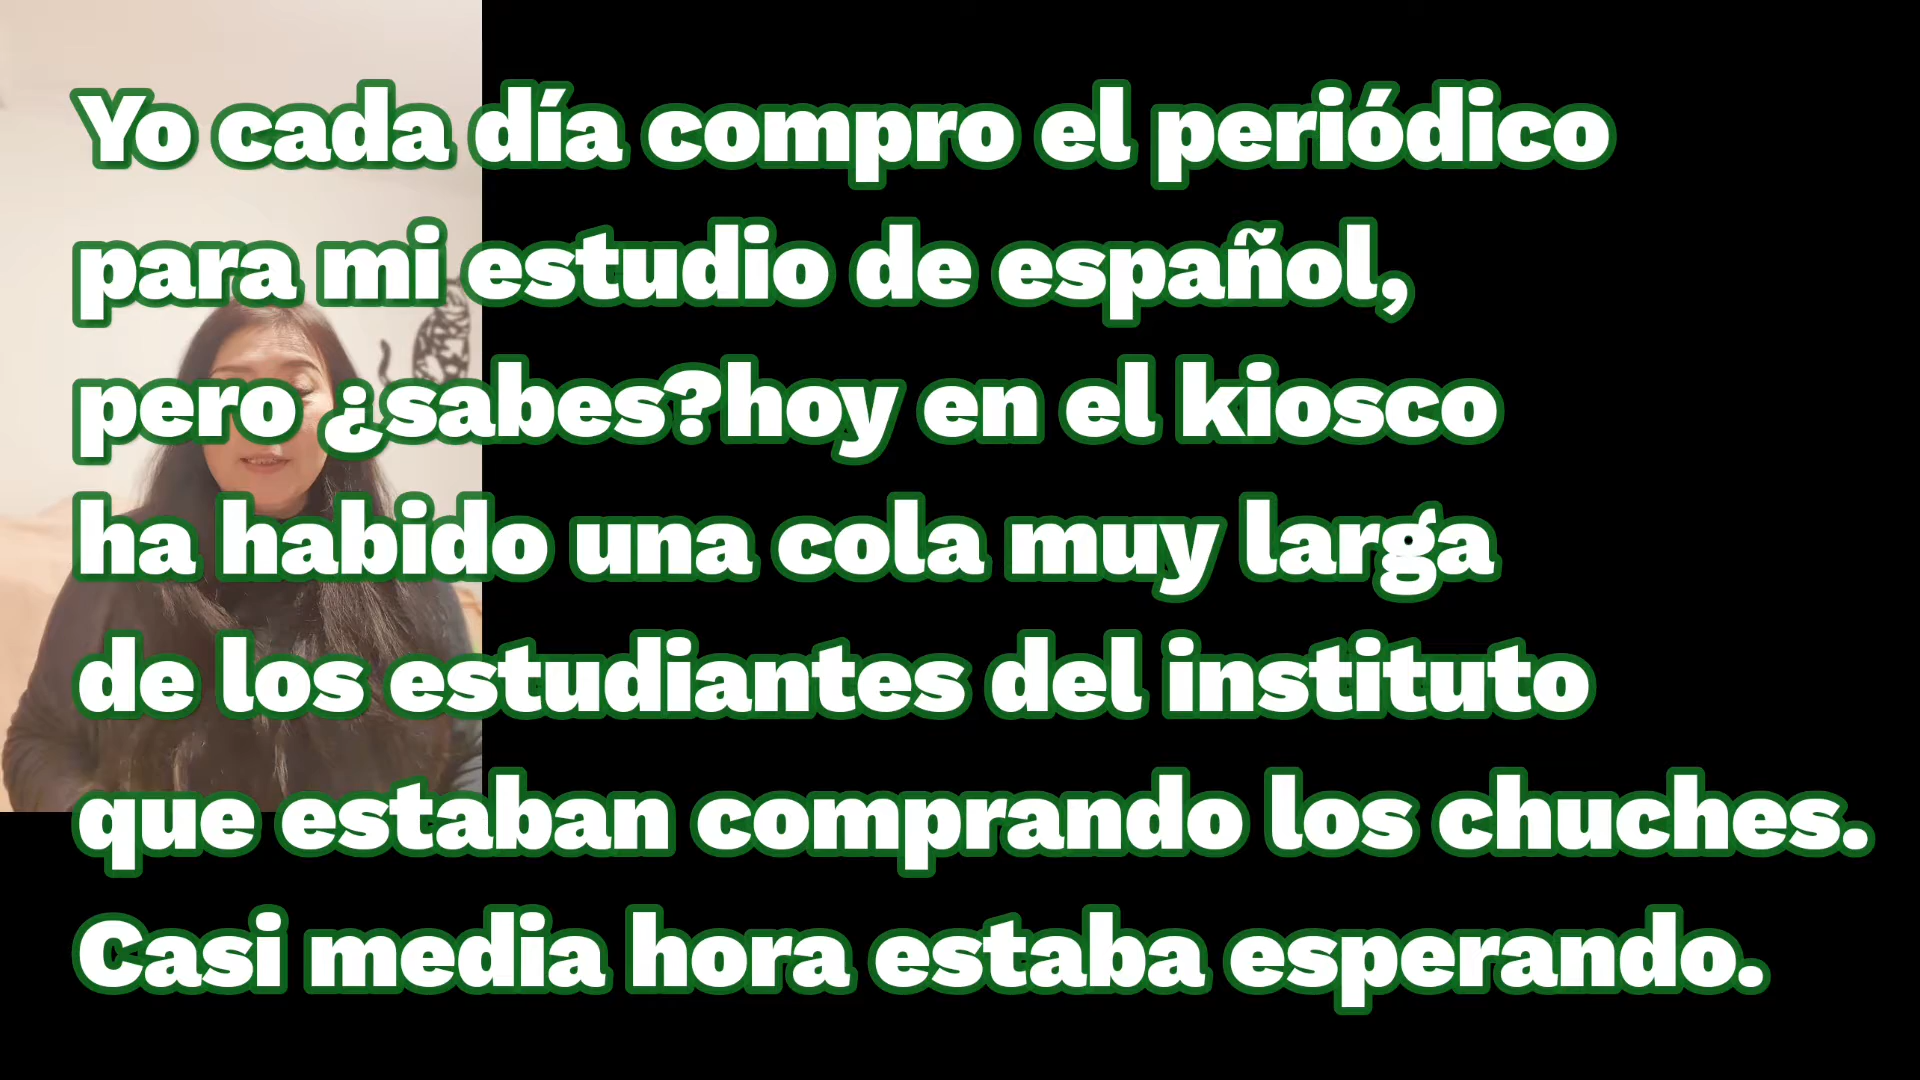 Yo cada día compro el periódico
para mi estudio de español,
pero ¿sabes?hoy en el kiosco
ha habido una cola muy larga
de los estudiantes del instituto
que estaban comprando los chuches.
Casi media hora estaba esperando.